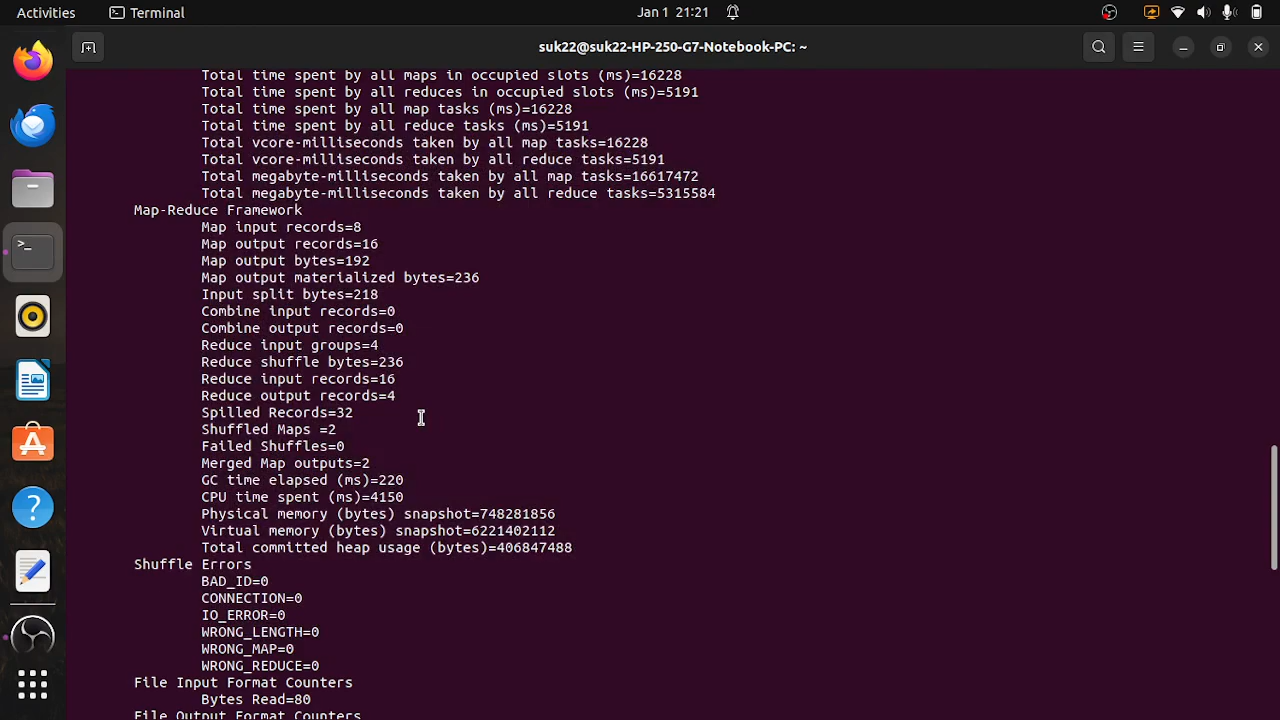 Activities
Terminal
Jan 1 21:21
suk22@suk22-HP-250-G7-Notebook-PC: ~
Total time spent by all maps in occupied slots (ms)=16228
Total time spent by all reduces in occupied slots (ms)=5191
Total time spent by all map tasks (ms)=16228
Total time spent by all reduce tasks (ms)=5191
Total vcore-milliseconds taken by all map tasks=16228
Total vcore-milliseconds taken by all reduce tasks=5191
Total megabyte-milliseconds taken by all map tasks=16617472
Total megabyte-milliseconds taken by all reduce tasks=5315584
Map-Reduce Framework
Map input records=8
Map output records=16
Map output bytes=192
Map output materialized bytes=236
Input split bytes=218
Combine input records=0
Combine output records=0
Reduce input groups=4
Reduce shuffle bytes=236
Reduce input records=16
Reduce output records=4
Spilled Records=32
Shuffled Maps =2
Failed Shuffles=0
Merged Map outputs=2
GC time elapsed (ms)=220
CPU time spent (ms)=4150
Physical memory (bytes) snapshot=748281856
Virtual memory (bytes) snapshot=6221402112
Total committed heap usage (bytes)=406847488
Shuffle Errors
BAD_ID=0
CONNECTION=0
IO_ERROR=0
WRONG_LENGTH=0
WRONG_MAP=0
WRONG_REDUCE=0
File Input Format Counters
Bytes Read=80
File Output Format Counters